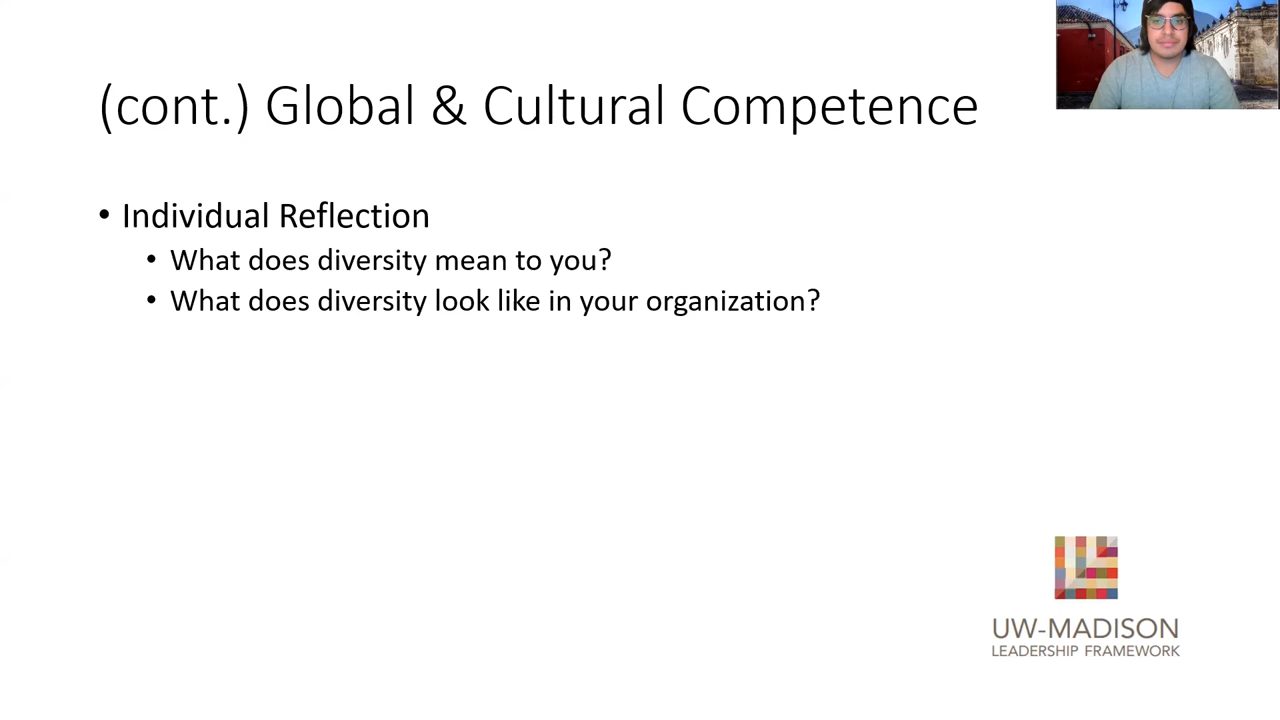 (cont.) Global & Cultural Competence
• Individual Reflection
• What does diversity mean to you?
• What does diversity look like in your organization?
UW-MADISON
LEADERSHIP FRAMEWORK